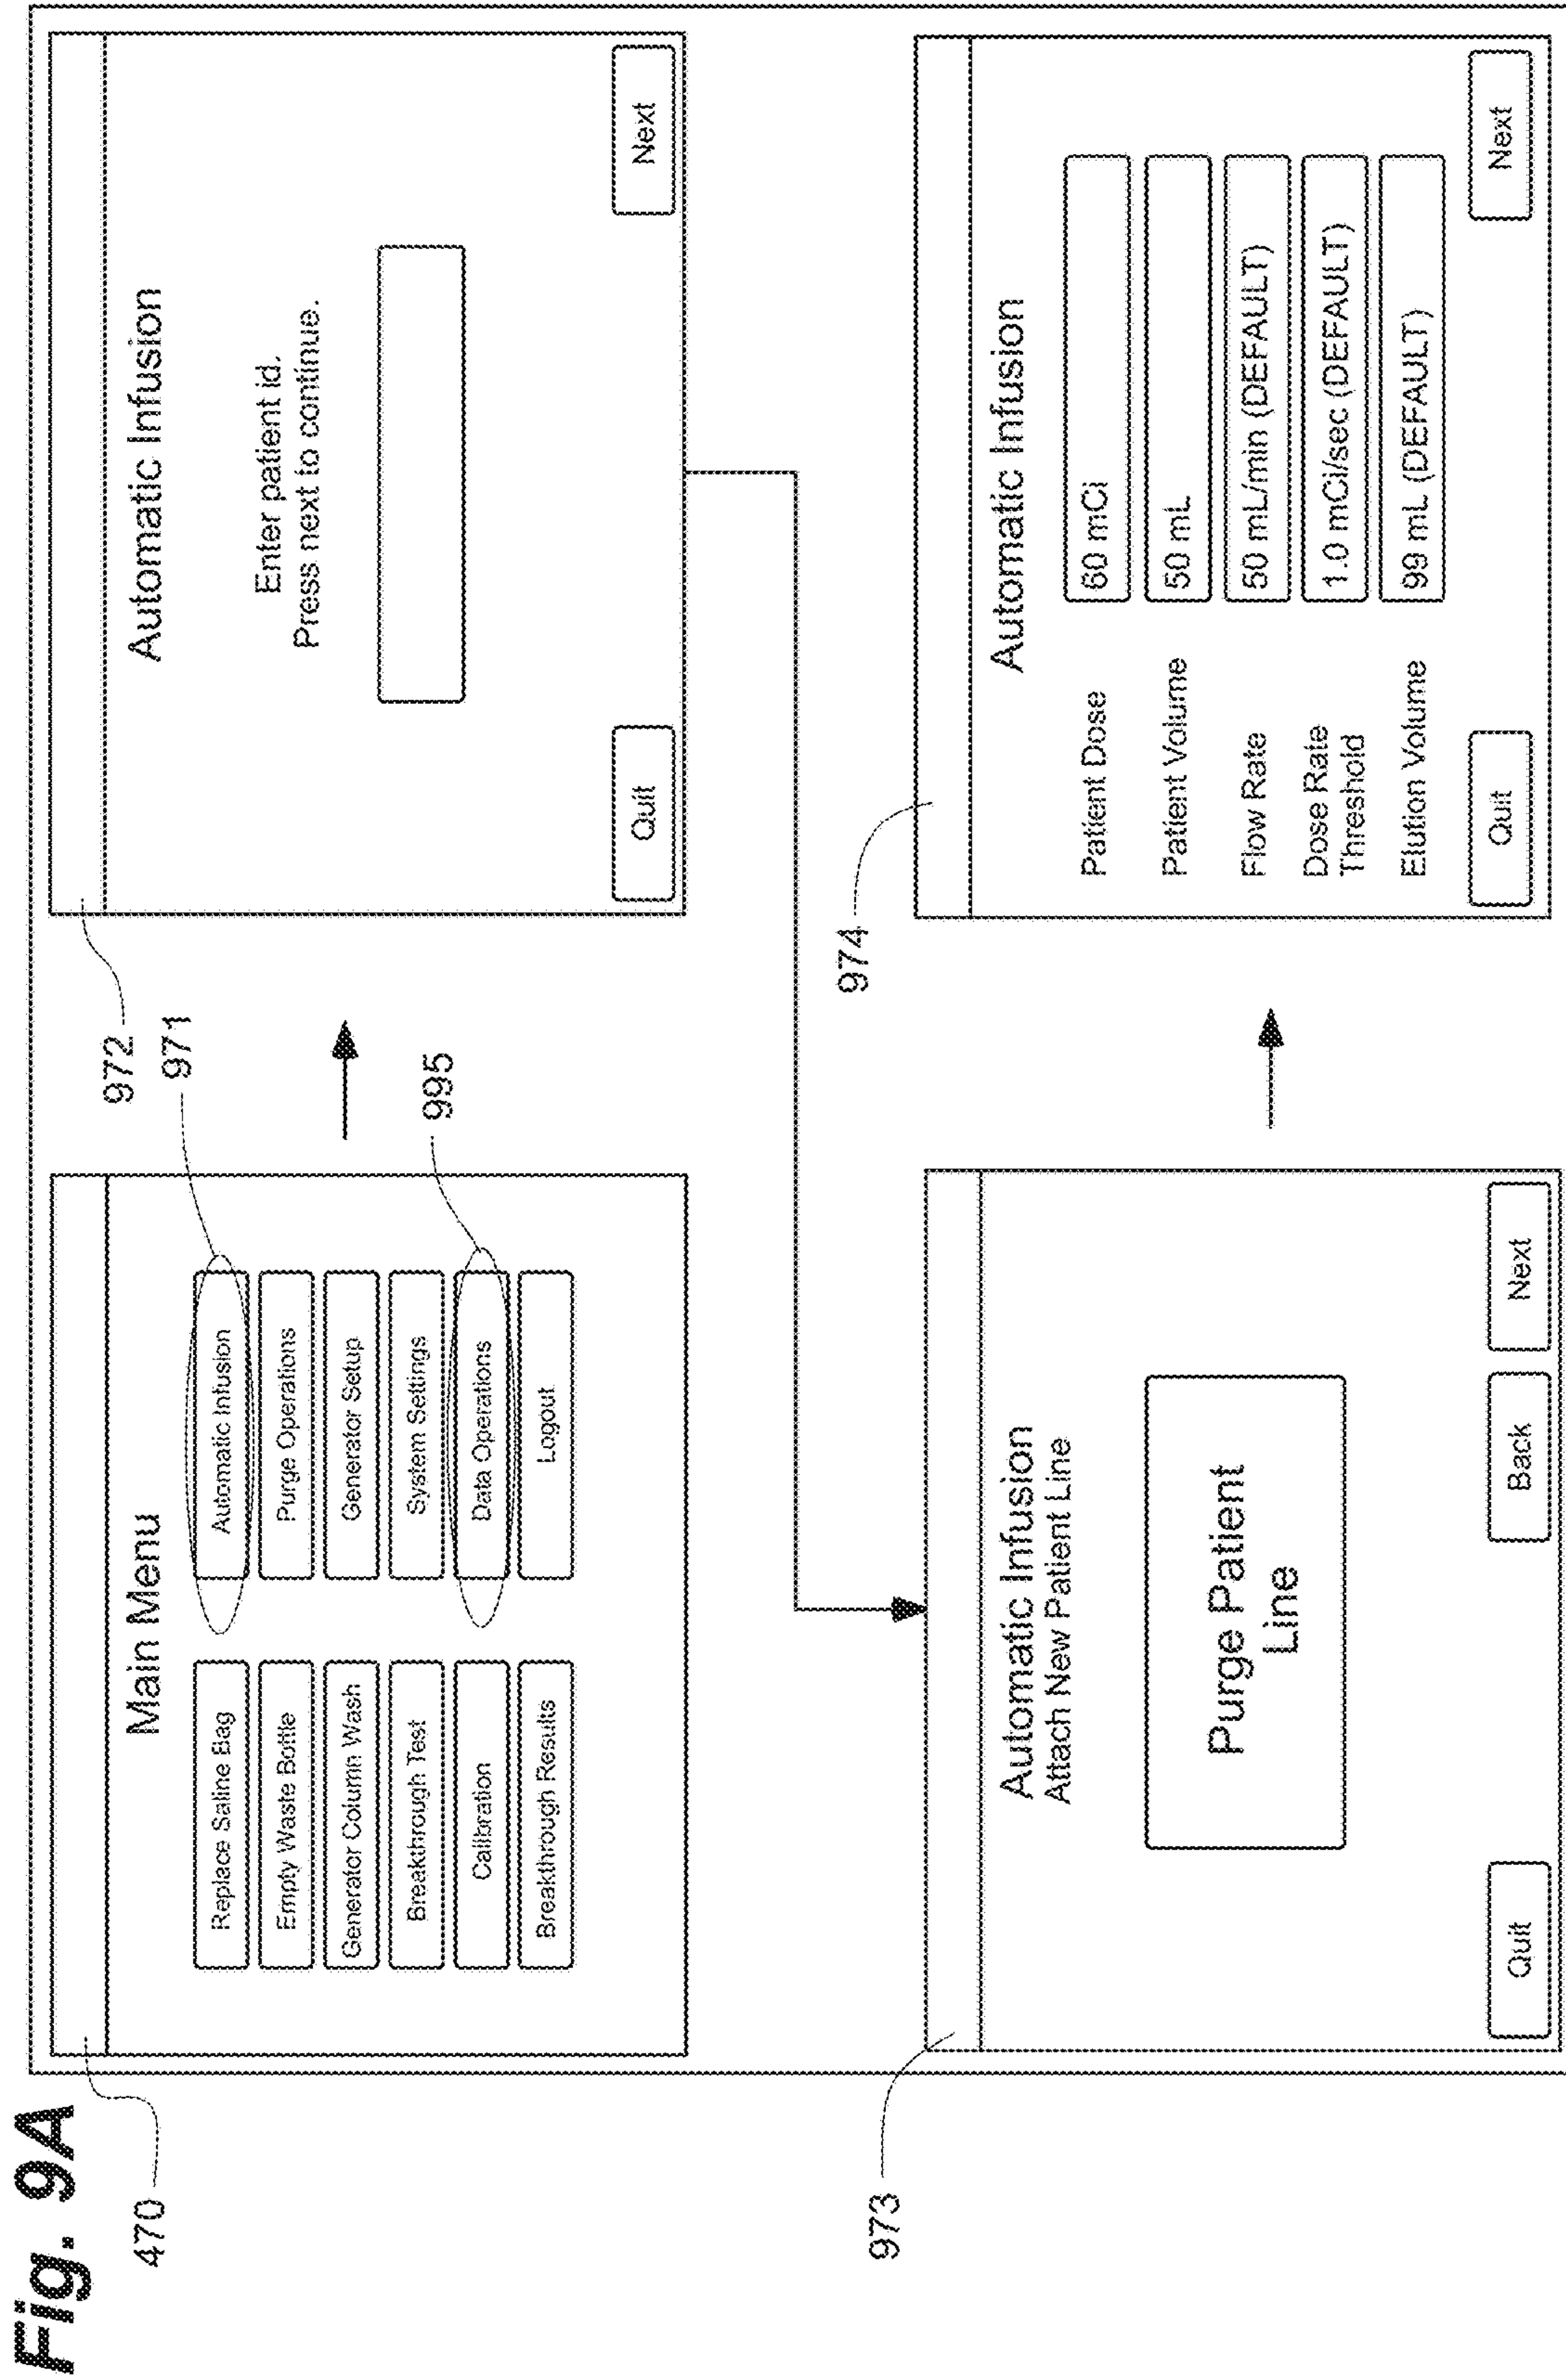 Fig. 9A
470
Main Menu
Replace Saline Bag
Automatic Infusion
Empty Waste Bottle
Purge Operations
Generator Column Wash
Generator Setup
Breakthrough Test
System Settings
Calibration
Data Operations
Breakthrough Results
Logout
972
971
995
Automatic Infusion
Enter patient id.
Press next to continue.
Quit
Next
973
Automatic Infusion
Attach New Patient Line
Purge Patient
Line
Quit
Back
Next
974
Automatic Infusion
Patient Dose
60 mCi
Patient Volume
50 mL
Flow Rate
50 mL/min (DEFAULT)
Dose Rate
Threshold
1.0 mCi/sec (DEFAULT)
Elution Volume
99 mL (DEFAULT)
Quit
Next